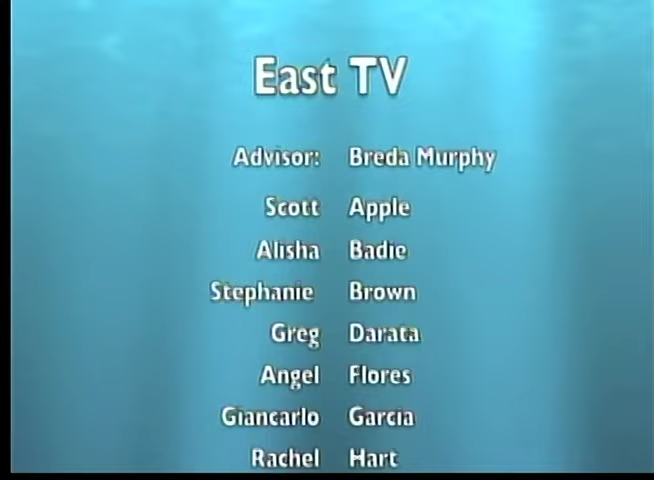 East TV
Advisor: Breda Murphy
Scott Apple
Alisha Badie
Stephanie Brown
Greg Darata
Angel Flores
Giancarlo Garcia
Rachel Hart